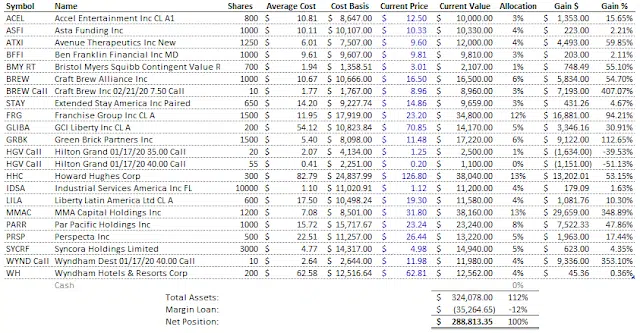 Symbol Name Shares Average Cost Cost Basis Current Price Current Value Allocation Gain $ Gain %
ACEL Accel Entertainment Inc CL A1 800 $ 10.81 $ 8,647.00 $ 12.50 $ 10,000.00 3% $ 1,353.00 15.65%
ASFI Asta Funding Inc 1000 $ 10.11 $ 10,107.00 $ 10.33 $ 10,330.00 4% $ 223.00 2.21%
ATXI Avenue Therapeutics Inc New 1250 $ 6.01 $ 7,507.00 $ 9.60 $ 12,000.00 4% $ 4,493.00 59.85%
BFFI Ben Franklin Financial Inc MD 1000 $ 9.61 $ 9,607.00 $ 9.81 $ 9,810.00 3% $ 203.00 2.11%
BMY RT Bristol Myers Squibb Contingent Value R 700 $ 1.94 $ 1,358.51 $ 3.01 $ 2,107.00 1% $ 748.49 55.10%
BREW Craft Brew Alliance Inc 1000 $ 10.67 $ 10,666.00 $ 16.50 $ 16,500.00 6% $ 5,834.00 54.70%
BREW Call Craft Brew Inc 02/21/20 7.50 Call 10 $ 1.77 $ 1,767.00 $ 8.96 $ 8,960.00 3% $ 7,193.00 407.07%
STAY Extended Stay America Inc Paired 650 $ 14.20 $ 9,227.74 $ 14.86 $ 9,659.00 3% $ 431.26 4.67%
FRG Franchise Group Inc CL A 1500 $ 11.95 $ 17,919.00 $ 23.20 $ 34,800.00 12% $ 16,881.00 94.21%
GLIBA GCI Liberty Inc CL A 200 $ 54.12 $ 10,823.84 $ 70.85 $ 14,170.00 5% $ 3,346.16 30.91%
GRBK Green Brick Partners Inc 1500 $ 5.40 $ 8,098.00 $ 11.48 $ 17,220.00 6% $ 9,122.00 112.65%
HGV Call Hilton Grand 01/17/20 35.00 Call 20 $ 2.07 $ 4,134.00 $ 1.25 $ 2,500.00 1% $ (1,634.00) -39.53%
HGV Call Hilton Grand 01/17/20 40.00 Call 55 $ 0.41 $ 2,251.00 $ 0.20 $ 1,100.00 0% $ (1,151.00) -51.13%
HHC Howard Hughes Corp 300 $ 82.79 $ 24,837.99 $ 126.80 $ 38,040.00 13% $ 13,202.01 53.15%
IDSA Industrial Services America Inc FL 10000 $ 1.10 $ 11,020.91 $ 1.12 $ 11,200.00 4% $ 179.09 1.63%
LILA Liberty Latin America Ltd CL A 600 $ 17.50 $ 10,498.24 $ 19.30 $ 11,580.00 4% $ 1,081.76 10.30%
MMAC MMA Capital Holdings Inc 1200 $ 7.08 $ 8,501.00 $ 31.80 $ 38,160.00 13% $ 29,659.00 348.89%
PARR Par Pacific Holdings Inc 1000 $ 15.72 $ 15,717.67 $ 23.24 $ 23,240.00 8% $ 7,522.33 47.86%
PRSP Perspecta Inc 500 $ 22.51 $ 11,257.00 $ 26.44 $ 13,220.00 5% $ 1,963.00 17.44%
SYCRF Syncora Holdings Limited 3000 $ 4.77 $ 14,317.00 $ 4.98 $ 14,940.00 5% $ 623.00 4.35%
WYND Call Wyndham Dest 01/17/20 40.00 Call 10 $ 2.64 $ 2,644.00 $ 11.98 $ 11,980.00 4% $ 9,336.00 353.10%
WH Wyndham Hotels & Resorts Corp 200 $ 62.58 $ 12,516.64 $ 62.81 $ 12,562.00 4% $ 45.36 0.36%
Cash 0%
Total Assets: $ 324,078.00 112%
Margin Loan: $ (35,264.65) -12%
Net Position: $ 288,813.35 100%